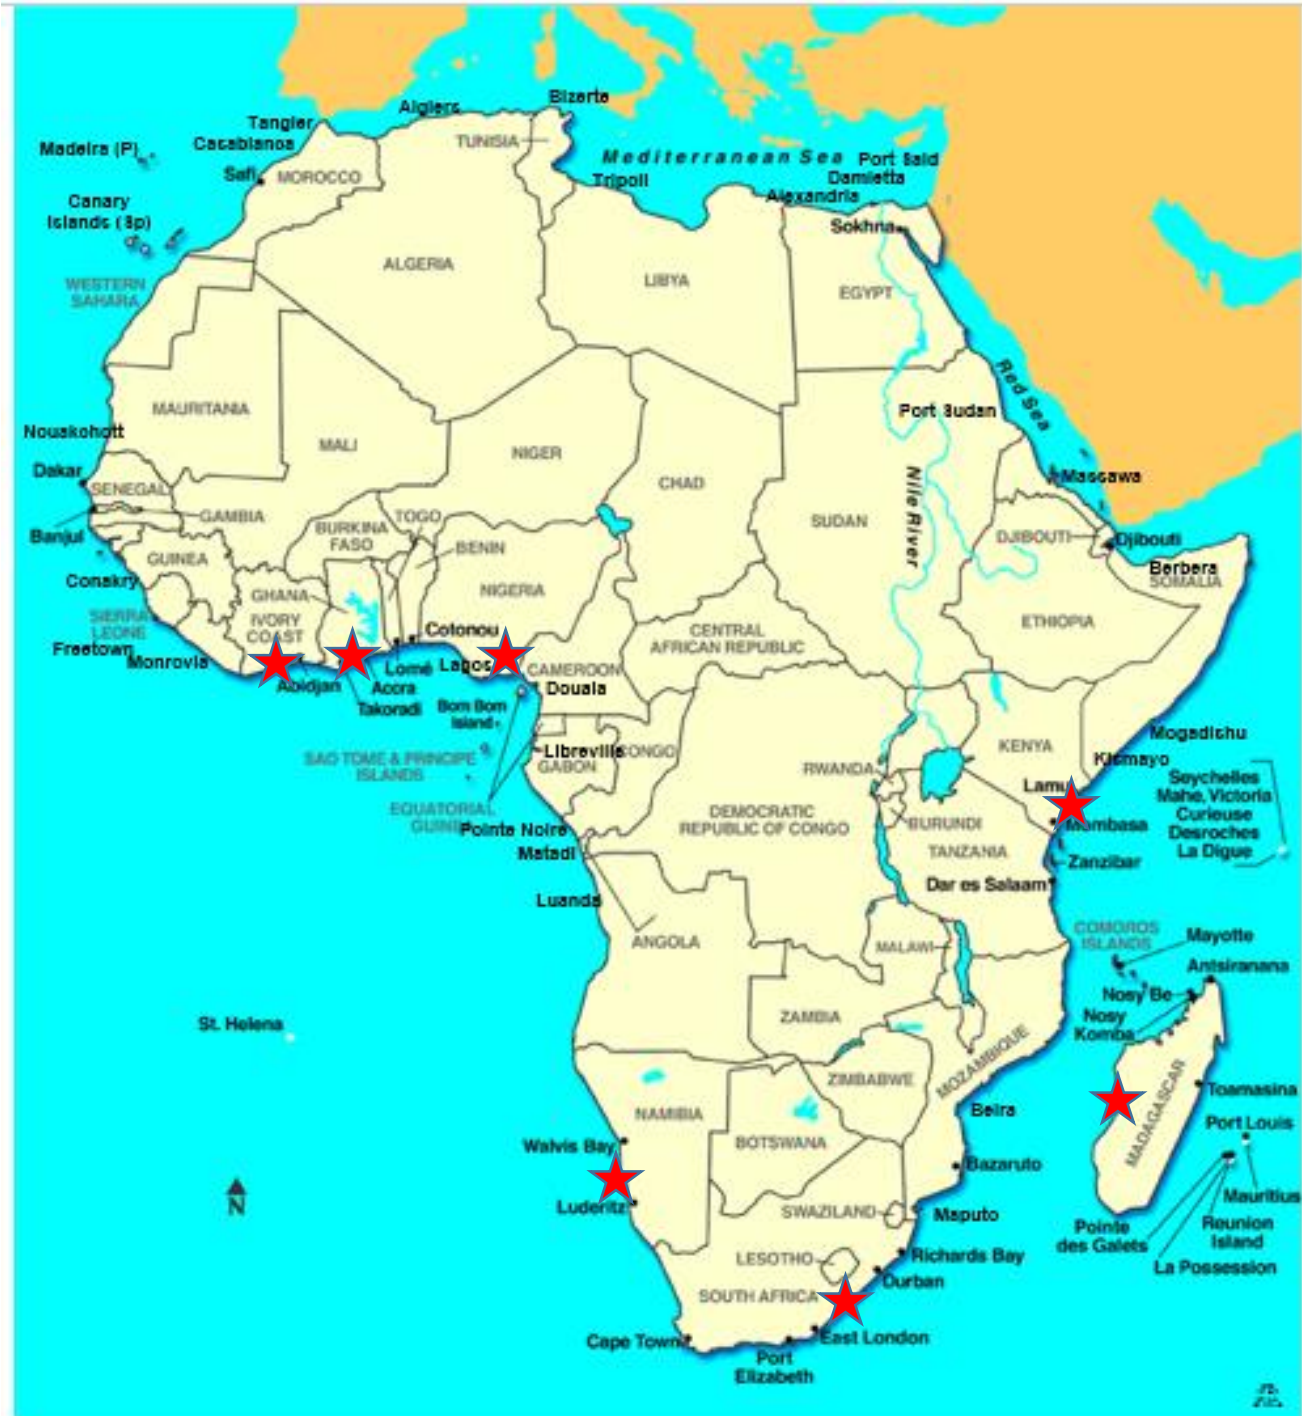 Bizerte
Algiers
Tangier
Casablanca
TUNISIA
Madeira (P)
Mediterranean Sea
Port Said
Damietta
Safi
MOROCCO
Tripoli
Alexandria
Canary
Islands (Sp)
Sokhna
ALGERIA
LIBYA
EGYPT
WESTERN
SAHARA
Red Sea
MAURITANIA
Port Sudan
Nouakohott
MALI
NIGER
CHAD
Nile River
Dakar
SENEGAL
Massawa
GAMBIA
TOGO
BURKINA
FASO
SUDAN
Banjul
DJIBOUTI
Djibouti
GUINEA
BENIN
Berbera
SOMALIA
Conakry
GHANA
NIGERIA
SIERRA
LEONE
IVORY
COAST
ETHIOPIA
Cotonou
CENTRAL
AFRICAN REPUBLIC
Freetown
Monrovia
Lomé
Lagos
CAMEROON
Abidjan
Accra
Takoradi
Douala
Bom Bom
Island
Mogadishu
KENYA
Libreville
CONGO
SAO TOME & PRINCIPE
ISLANDS
GABON
Kismayo
RWANDA
Lamu
Seychelles
Mahe, Victoria
Curieuse
Desroches
La Digue
EQUATORIAL
GUINEA
DEMOCRATIC
REPUBLIC OF CONGO
BURUNDI
Mombasa
Pointe Noire
Matadi
TANZANIA
Zanzibar
Dar es Salaam
Luanda
ANGOLA
MALAWI
COMOROS
ISLANDS
Mayotte
Antsiranana
Nosy Be
Nosy
Komba
St. Helena
ZAMBIA
MOZAMBIQUE
ZIMBABWE
MADAGASCAR
Toamasina
NAMIBIA
Beira
Port Louis
Walvis Bay
BOTSWANA
Bazaruto
N
Mauritius
Luderitz
SWAZILAND
Maputo
Pointe
des Galets
Reunion
Island
LESOTHO
Richards Bay
La Possession
Durban
SOUTH AFRICA
Cape Town
East London
Port
Elizabeth